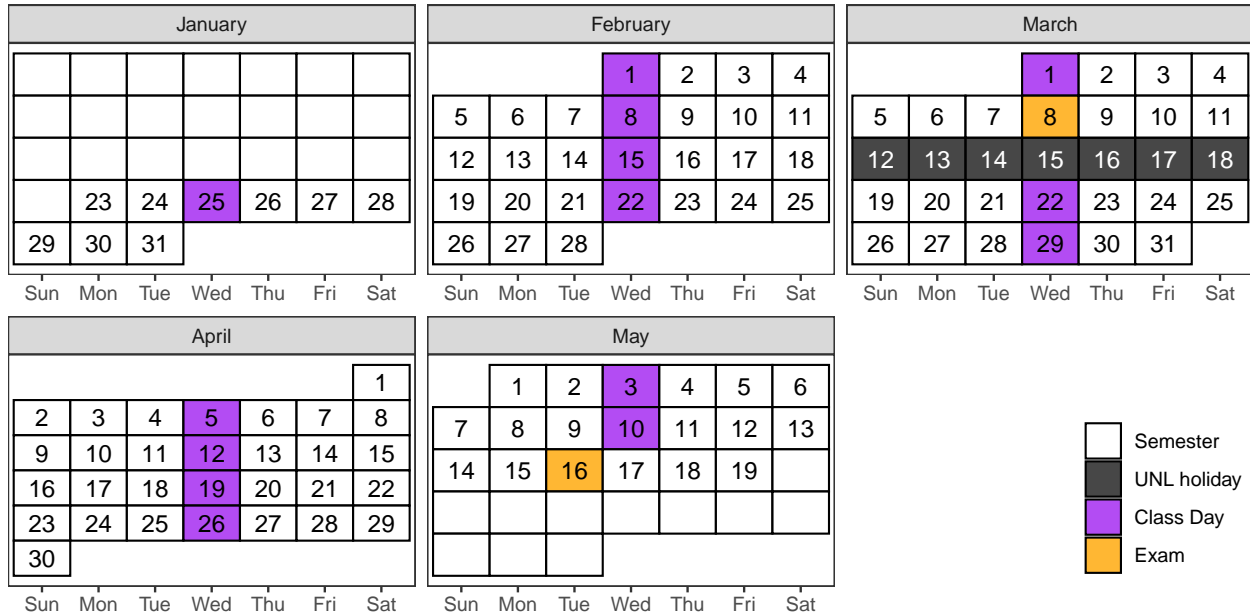 January
23 24 25 26 27 28
29 30 31
Sun Mon Tue Wed Thu Fri Sat
February
1 2 3 4
5 6 7 8 9 10 11
12 13 14 15 16 17 18
19 20 21 22 23 24 25
26 27 28
Sun Mon Tue Wed Thu Fri Sat
March
1 2 3 4
5 6 7 8 9 10 11
12 13 14 15 16 17 18
19 20 21 22 23 24 25
26 27 28 29 30 31
Sun Mon Tue Wed Thu Fri Sat
April
1
2 3 4 5 6 7 8
9 10 11 12 13 14 15
16 17 18 19 20 21 22
23 24 25 26 27 28 29
30
Sun Mon Tue Wed Thu Fri Sat
May
1 2 3 4 5 6
7 8 9 10 11 12 13
14 15 16 17 18 19
Sun Mon Tue Wed Thu Fri Sat
Semester
UNL holiday
Class Day
Exam